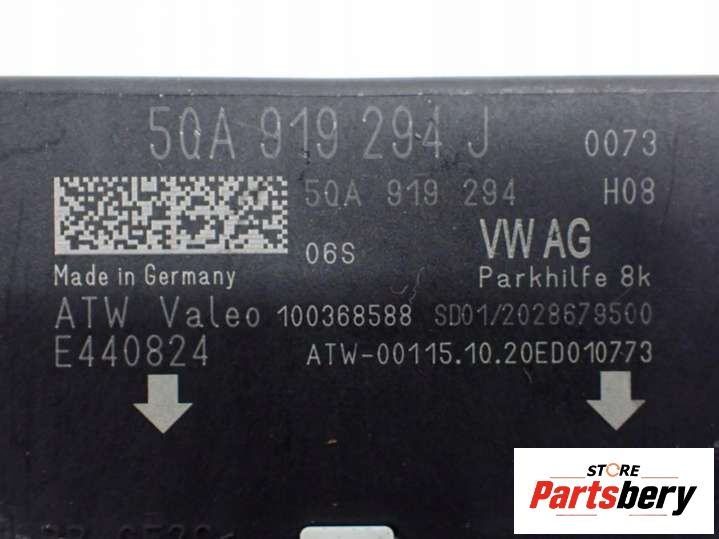 5QA 919 294 J 0073
5QA 919 294 H08
06S VW AG
Made in Germany Parkhilfe 8k
ATW Valeo 100368588 SD01/2028679500
E440824 ATW-00115.10.20ED010773
STORE
Partsbery